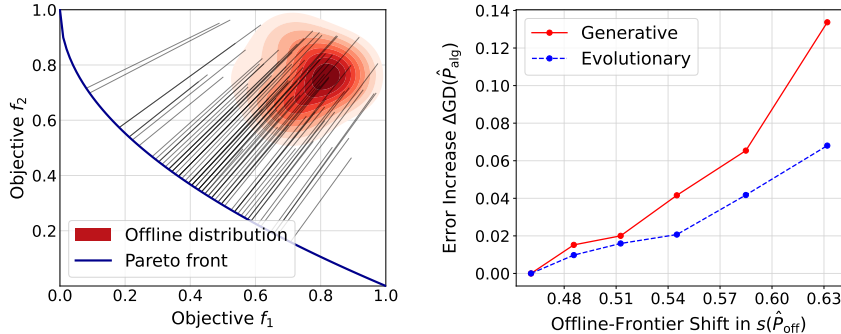 1.0
0.8
0.6
0.4
0.2
0.0 0.2 0.4 0.6 0.8 1.0
Objective f₂
Objective f₁
Offline distribution
Pareto front
0.14
0.12
0.10
0.08
0.06
0.04
0.02
0.00
0.48 0.51 0.54 0.57 0.60 0.63
Error Increase ΔGD(P̂_alg)
Offline-Frontier Shift in s(P̂_off)
Generative
Evolutionary